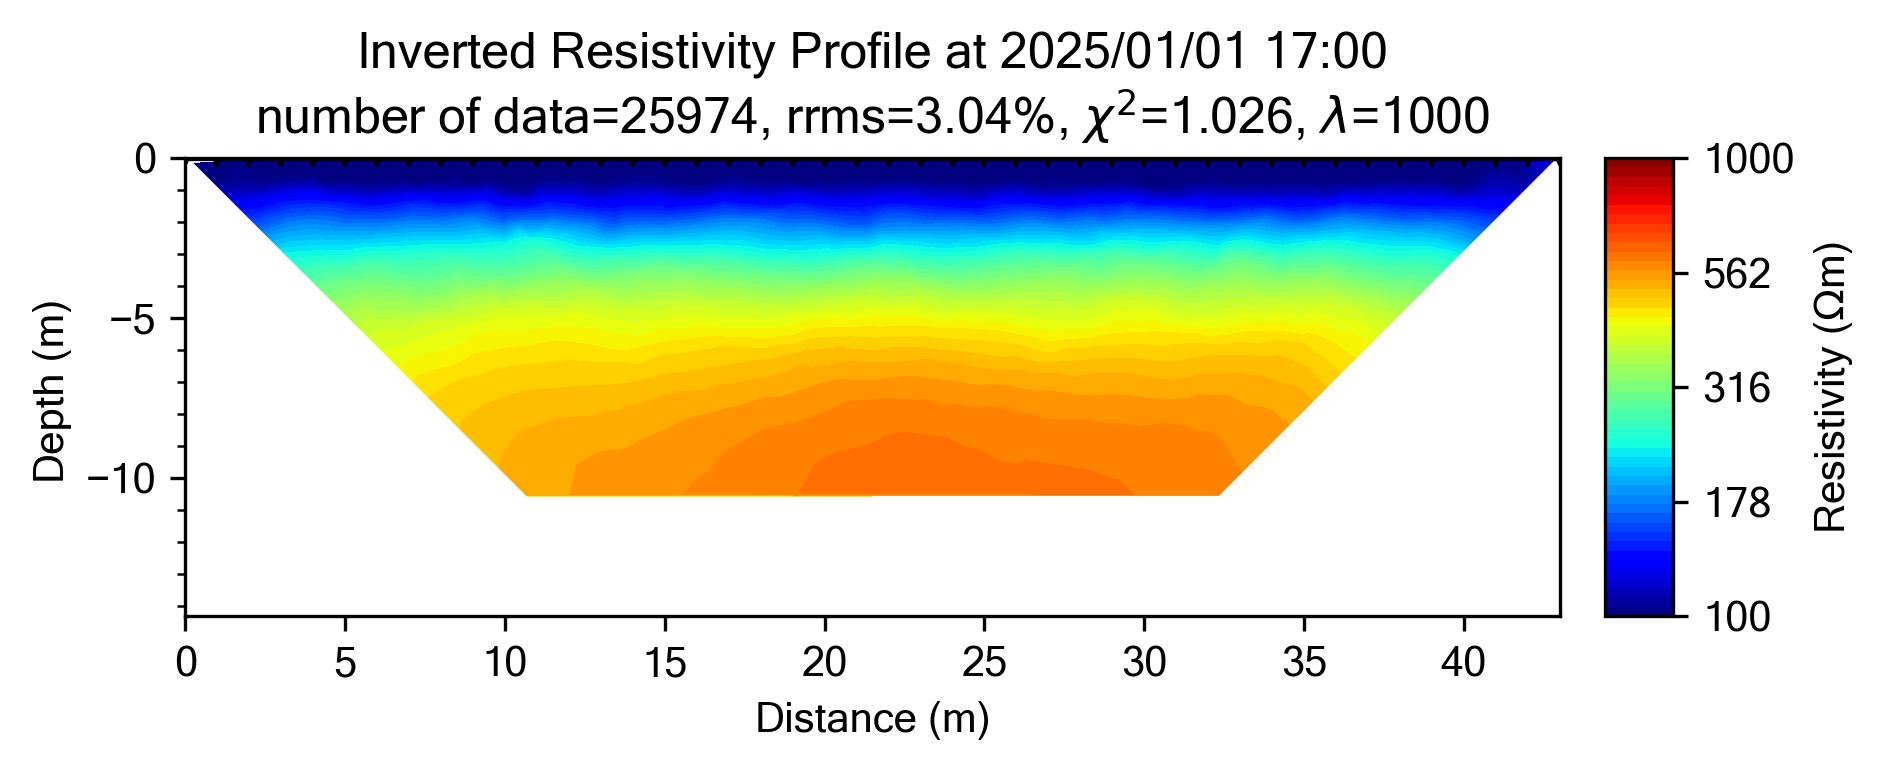 Inverted Resistivity Profile at 2025/01/01 17:00
number of data=25974, rrms=3.04%, χ²=1.026, λ=1000
0
−5
−10
Depth (m)
0 5 10 15 20 25 30 35 40
Distance (m)
1000
562
316
178
100
Resistivity (Ωm)